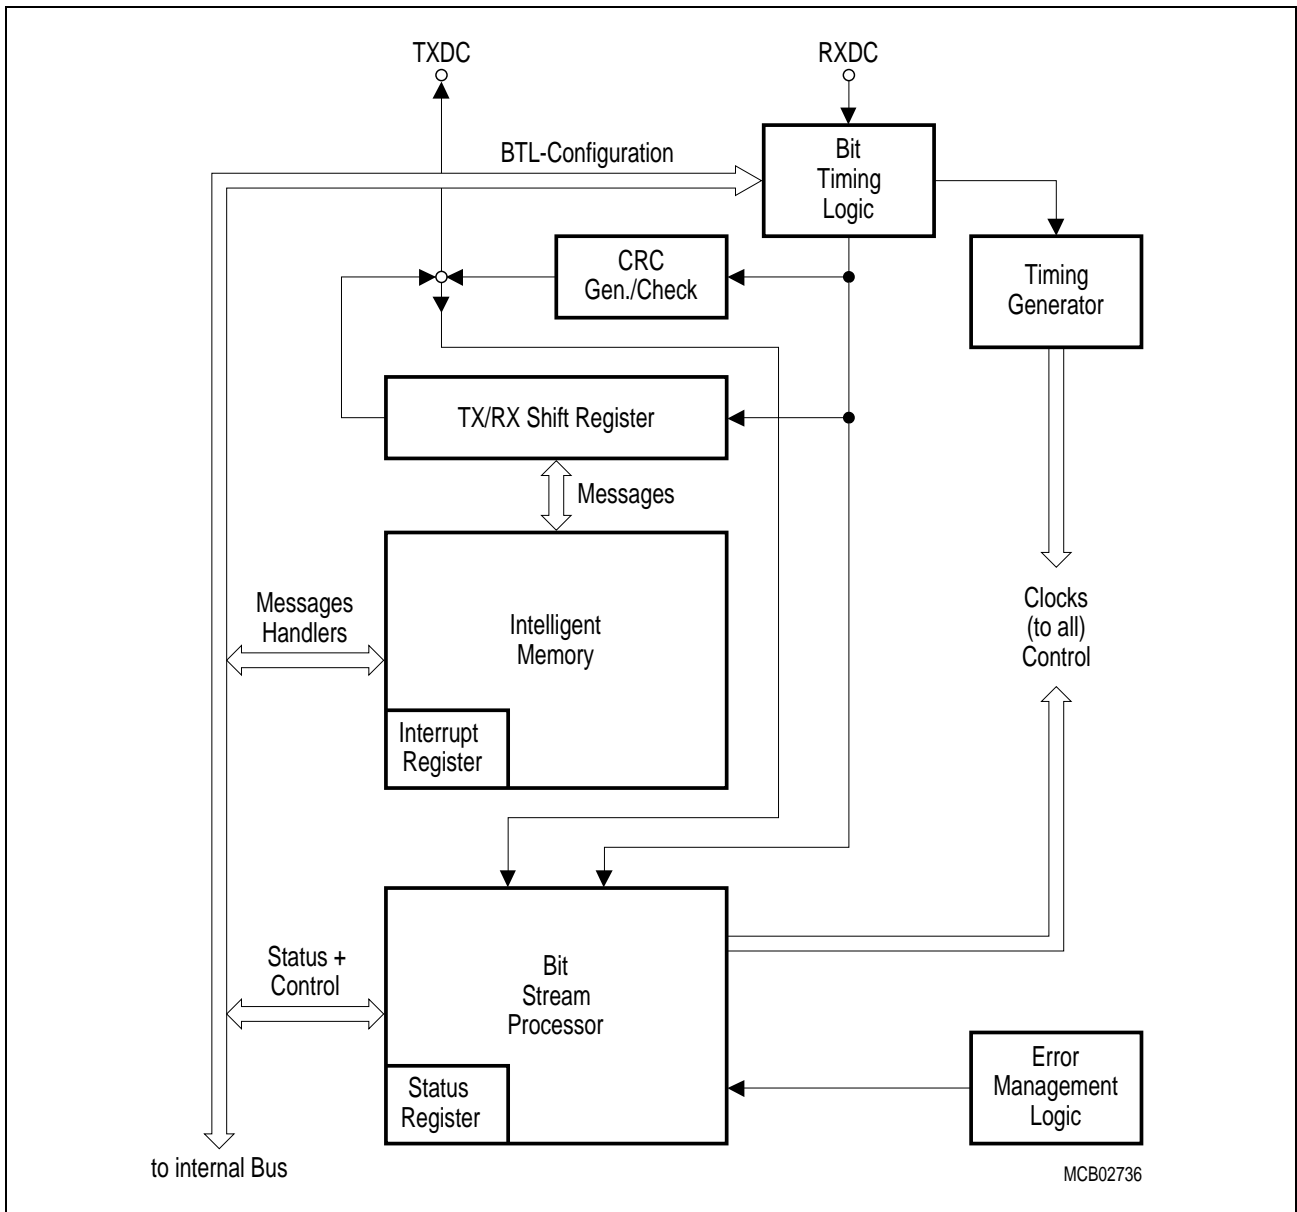 TXDC
RXDC
BTL-Configuration
Bit
Timing
Logic
CRC
Gen./Check
Timing
Generator
TX/RX Shift Register
Messages
Messages
Handlers
Intelligent
Memory
Clocks
(to all)
Control
Interrupt
Register
Status +
Control
Bit
Stream
Processor
Status
Register
Error
Management
Logic
to internal Bus
MCB02736